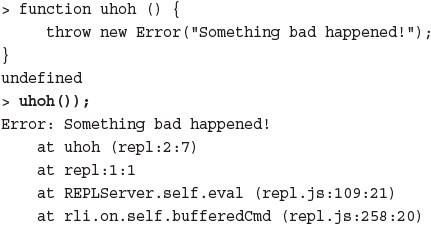 > function uhoh () {
throw new Error("Something bad happened!");
}
undefined
> uhoh());
Error: Something bad happened!
at uhoh (repl:2:7)
at repl:1:1
at REPLServer.self.eval (repl.js:109:21)
at rli.on.self.bufferedCmd (repl.js:258:20)